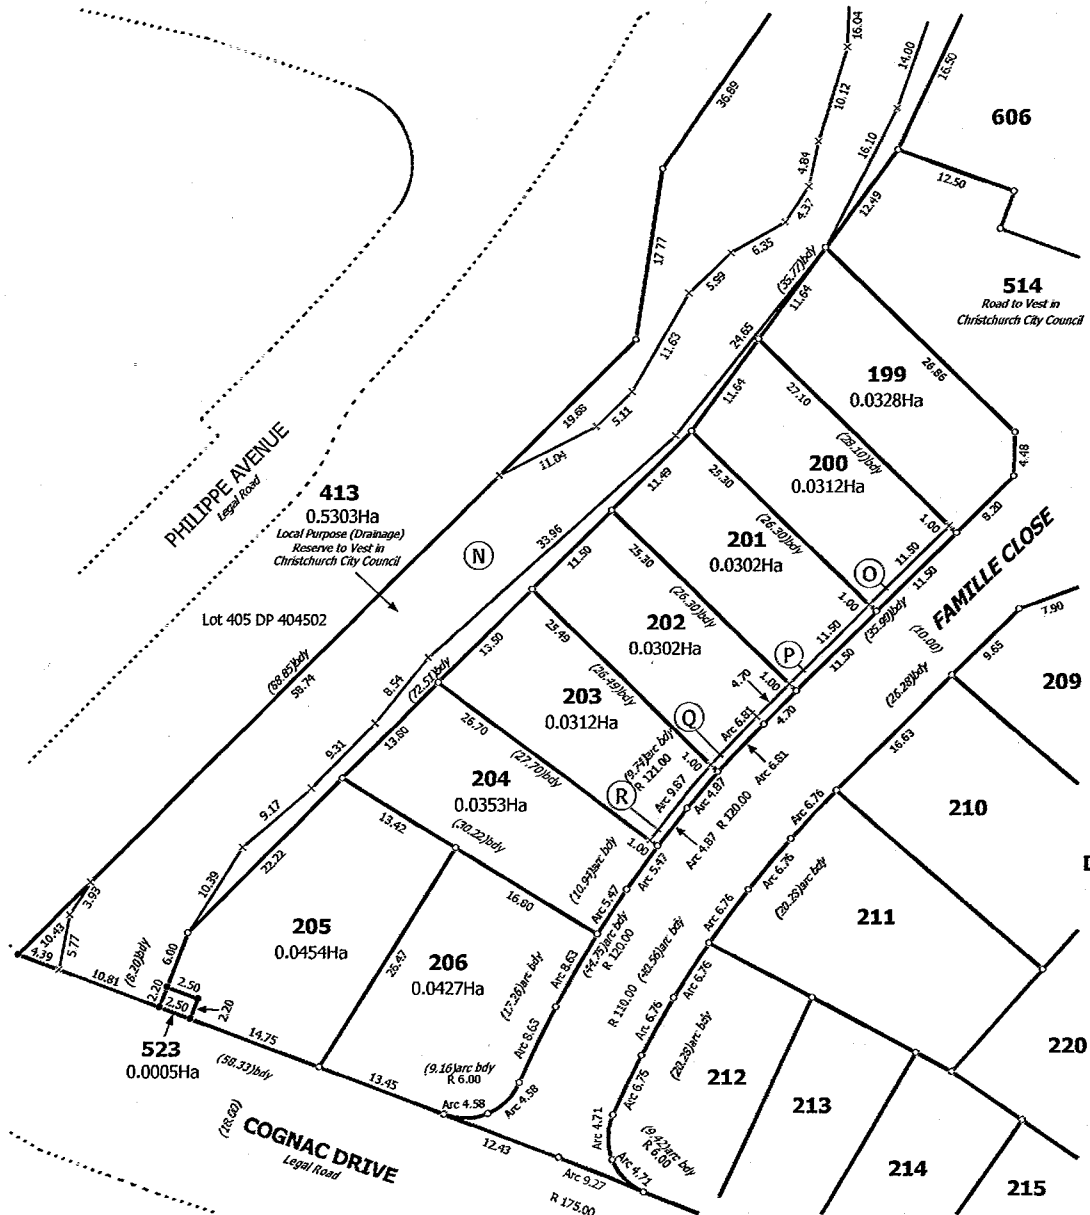 16.04
14.00
16.50
36.89
10.12
606
16.10
4.84
12.50
4.37
12.49
17.77
6.35
(35.77)bdy
5.99
514
Road to Vest in
Christchurch City Council
11.64
24.65
11.63
199
0.0328Ha
26.86
11.64
27.10
19.68
5.11
(28.10)bdy
4.48
11.04
200
0.0312Ha
25.30
11.49
PHILIPPE AVENUE
Legal Road
413
0.5303Ha
Local Purpose (Drainage)
Reserve to Vest in
Christchurch City Council
N
33.96
1.00
8.20
201
0.0302Ha
(26.30)bdy
11.50
O
11.50
FAMILLE CLOSE
11.50
25.30
1.00
(35.99)bdy
(10.00)
7.90
Lot 405 DP 404502
202
0.0302Ha
(26.30)bdy
11.50
11.50
P
9.65
13.50
25.49
4.70
1.00
(26.28)bdy
209
(88.85)bdy
58.74
8.54
(72.51)bdy
203
0.0312Ha
(26.49)bdy
Q
4.70
16.63
26.70
Arc 6.81
Arc 6.81
9.31
13.80
204
0.0353Ha
(27.70)bdy
(9.74)arc bdy
R 121.00
1.00
R
Arc 9.67
Arc 4.87
R 120.00
Arc 4.87
210
9.17
13.42
(30.22)bdy
1.00
Arc 6.76
22.22
Arc 5.47
(10.94)arc bdy
Arc 6.76
(20.28)arc bdy
3.93
10.39
16.80
Arc 5.47
211
205
0.0454Ha
Arc 6.76
10.43
5.77
4.39
(8.20)bdy
6.00
206
0.0427Ha
26.47
Arc 8.63
(44.75)arc bdy
R 120.00
(40.56)arc bdy
R 110.00
Arc 6.76
10.81
2.20
2.50
2.50
2.20
(17.26)arc bdy
Arc 8.63
Arc 6.76
523
0.0005Ha
14.75
(58.33)bdy
(9.16)arc bdy
R 6.00
(20.28)arc bdy
220
13.45
Arc 4.58
Arc 4.58
Arc 6.75
212
213
(18.00)
COGNAC DRIVE
Legal Road
12.43
Arc 4.71
(9.42)arc bdy
R 6.00
Arc 4.71
Arc 9.27
R 175.00
214
215